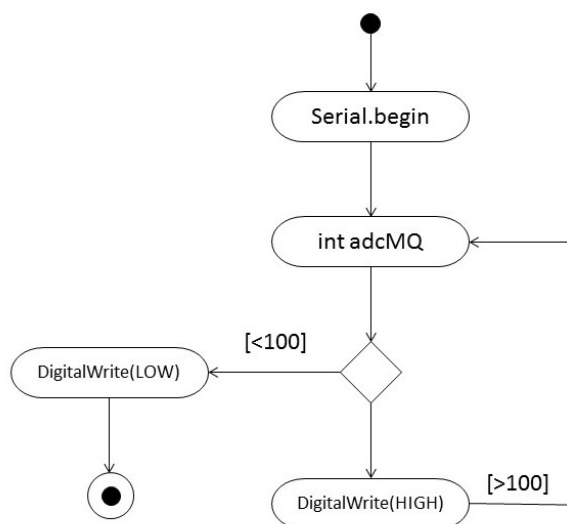 Serial.begin
int adcMQ
[<100]
DigitalWrite(LOW)
DigitalWrite(HIGH)
[>100]